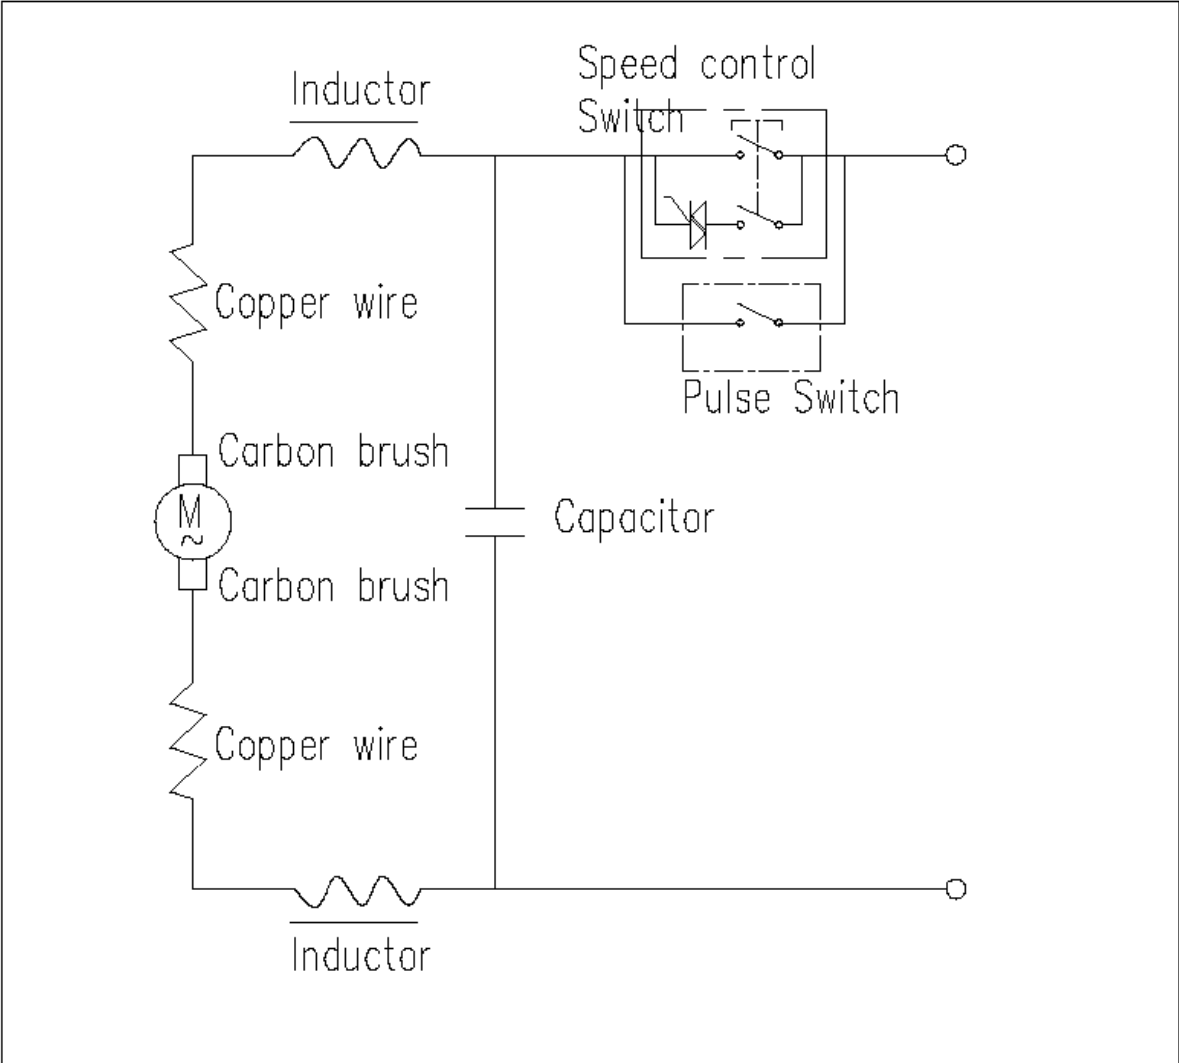 Speed control
Switch
Inductor
Copper wire
Pulse Switch
Carbon brush
M
~
Capacitor
Carbon brush
Copper wire
Inductor